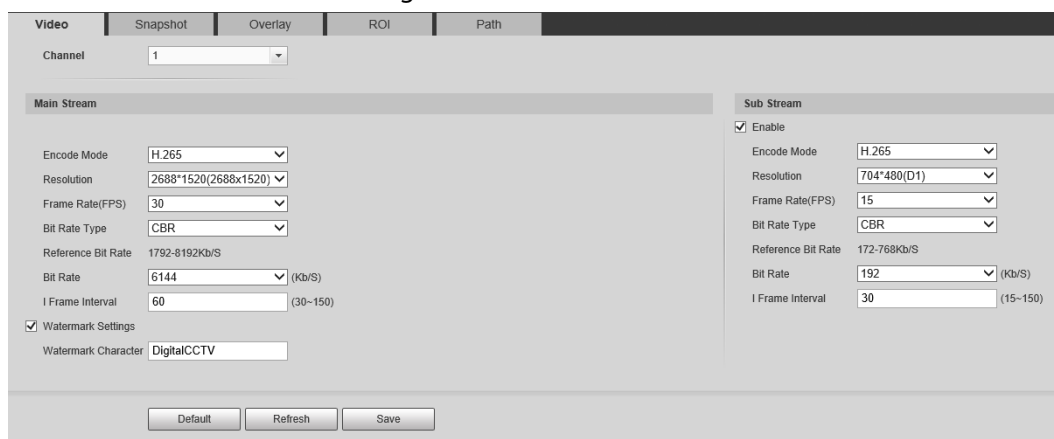 Video Snapshot Overlay ROI Path
Channel 1
Main Stream
Encode Mode H.265
Resolution 2688*1520(2688x1520)
Frame Rate(FPS) 30
Bit Rate Type CBR
Reference Bit Rate 1792-8192Kb/S
Bit Rate 6144 (Kb/S)
I Frame Interval 60 (30~150)
Watermark Settings
Watermark Character DigitalCCTV
Sub Stream
Enable
Encode Mode H.265
Resolution 704*480(D1)
Frame Rate(FPS) 15
Bit Rate Type CBR
Reference Bit Rate 172-768Kb/S
Bit Rate 192 (Kb/S)
I Frame Interval 30 (15~150)
Default Refresh Save